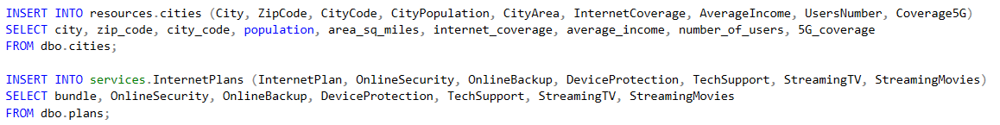 INSERT INTO resources.cities (City, ZipCode, CityCode, CityPopulation, CityArea, InternetCoverage, AverageIncome, UsersNumber, Coverage5G)
SELECT city, zip_code, city_code, population, area_sq_miles, internet_coverage, average_income, number_of_users, 5G_coverage
FROM dbo.cities;
INSERT INTO services.InternetPlans (InternetPlan, OnlineSecurity, OnlineBackup, DeviceProtection, TechSupport, StreamingTV, StreamingMovies)
SELECT bundle, OnlineSecurity, OnlineBackup, DeviceProtection, TechSupport, StreamingTV, StreamingMovies
FROM dbo.plans;